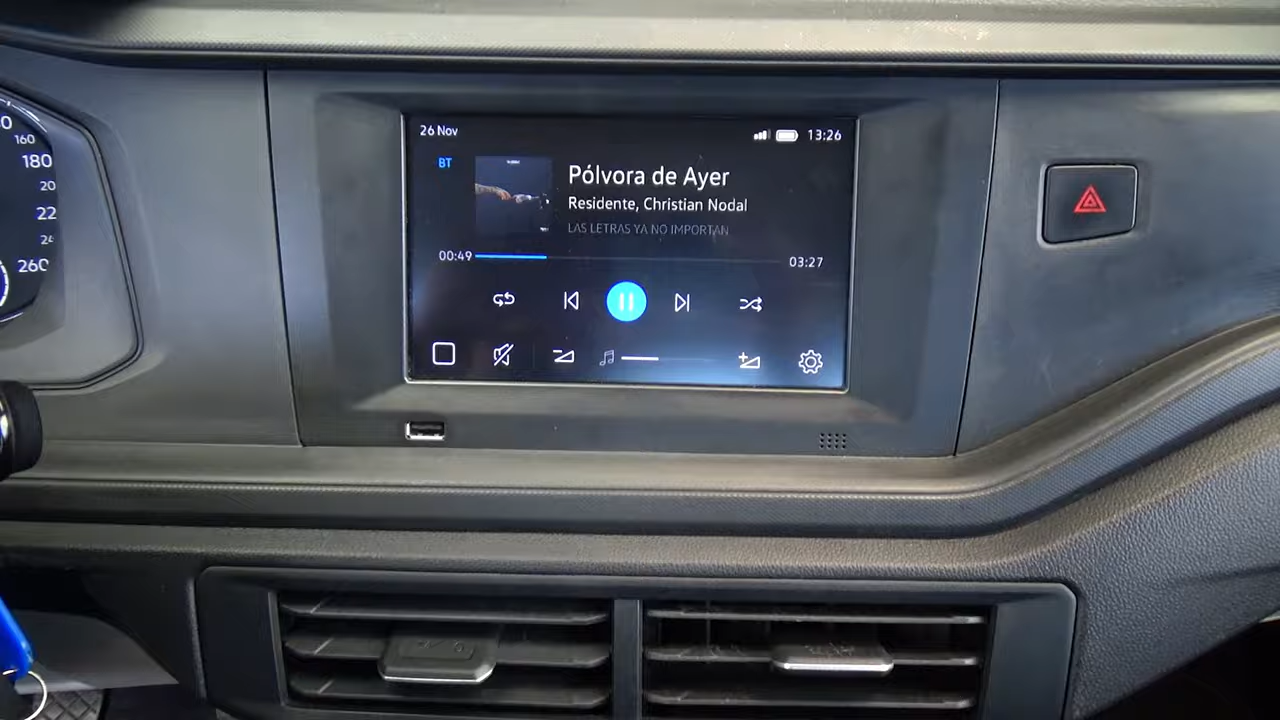 26 Nov
13:26
BT
Pólvora de Ayer
Residente, Christian Nodal
LAS LETRAS YA NO IMPORTAN
00:49
03:27
160
180
20
22
24
260